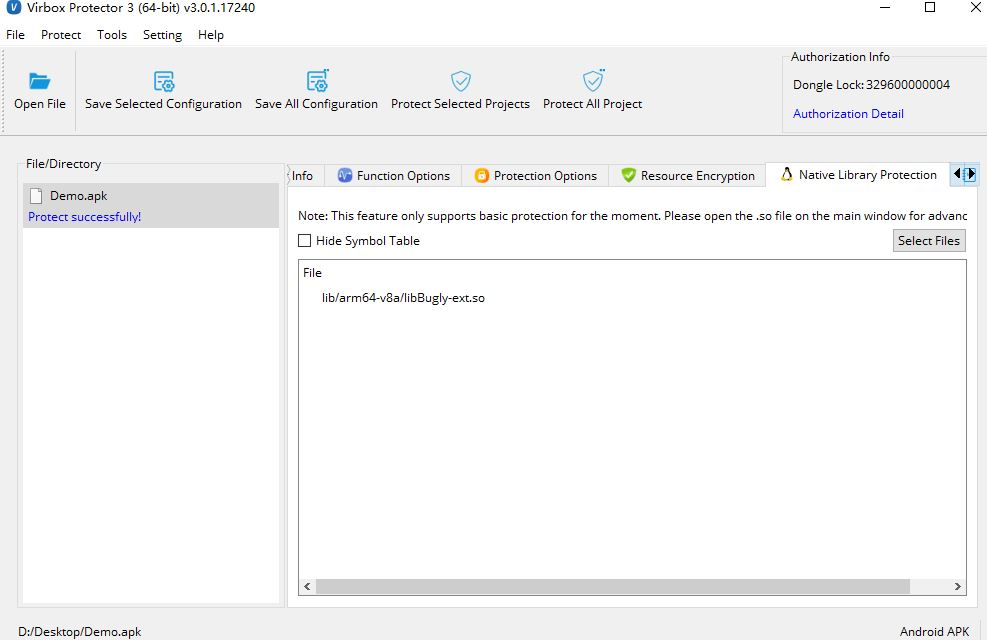 Virbox Protector 3 (64-bit) v3.0.1.17240
File Protect Tools Setting Help
Open File Save Selected Configuration Save All Configuration Protect Selected Projects Protect All Project
Authorization Info
Dongle Lock: 329600000004
Authorization Detail
File/Directory
Demo.apk
Protect successfully!
Info Function Options Protection Options Resource Encryption Native Library Protection
Note: This feature only supports basic protection for the moment. Please open the .so file on the main window for advanc
Hide Symbol Table
Select Files
File
lib/arm64-v8a/libBugly-ext.so
D:/Desktop/Demo.apk
Android APK